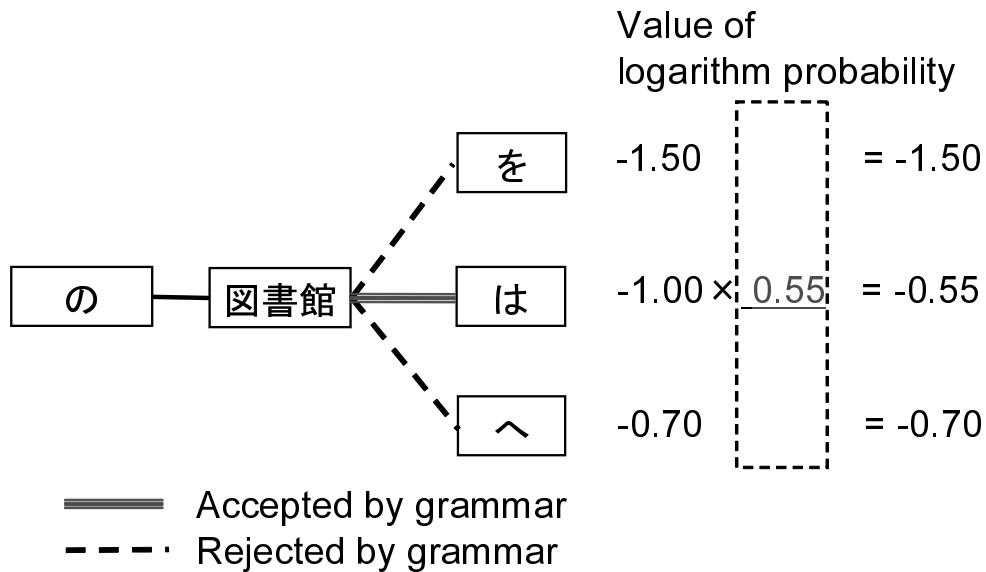 Value of
logarithm probability
を -1.50 = -1.50
の 図書館 は -1.00 × 0.55 = -0.55
へ -0.70 = -0.70
Accepted by grammar
Rejected by grammar